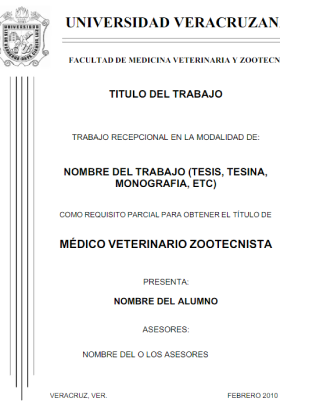 UNIVERSIDAD VERACRUZAN
FACULTAD DE MEDICINA VETERINARIA Y ZOOTECN
TITULO DEL TRABAJO
TRABAJO RECEPCIONAL EN LA MODALIDAD DE:
NOMBRE DEL TRABAJO (TESIS, TESINA,
MONOGRAFIA, ETC)
COMO REQUISITO PARCIAL PARA OBTENER EL TÍTULO DE
MÉDICO VETERINARIO ZOOTECNISTA
PRESENTA:
NOMBRE DEL ALUMNO
ASESORES:
NOMBRE DEL O LOS ASESORES
VERACRUZ, VER. FEBRERO 2010